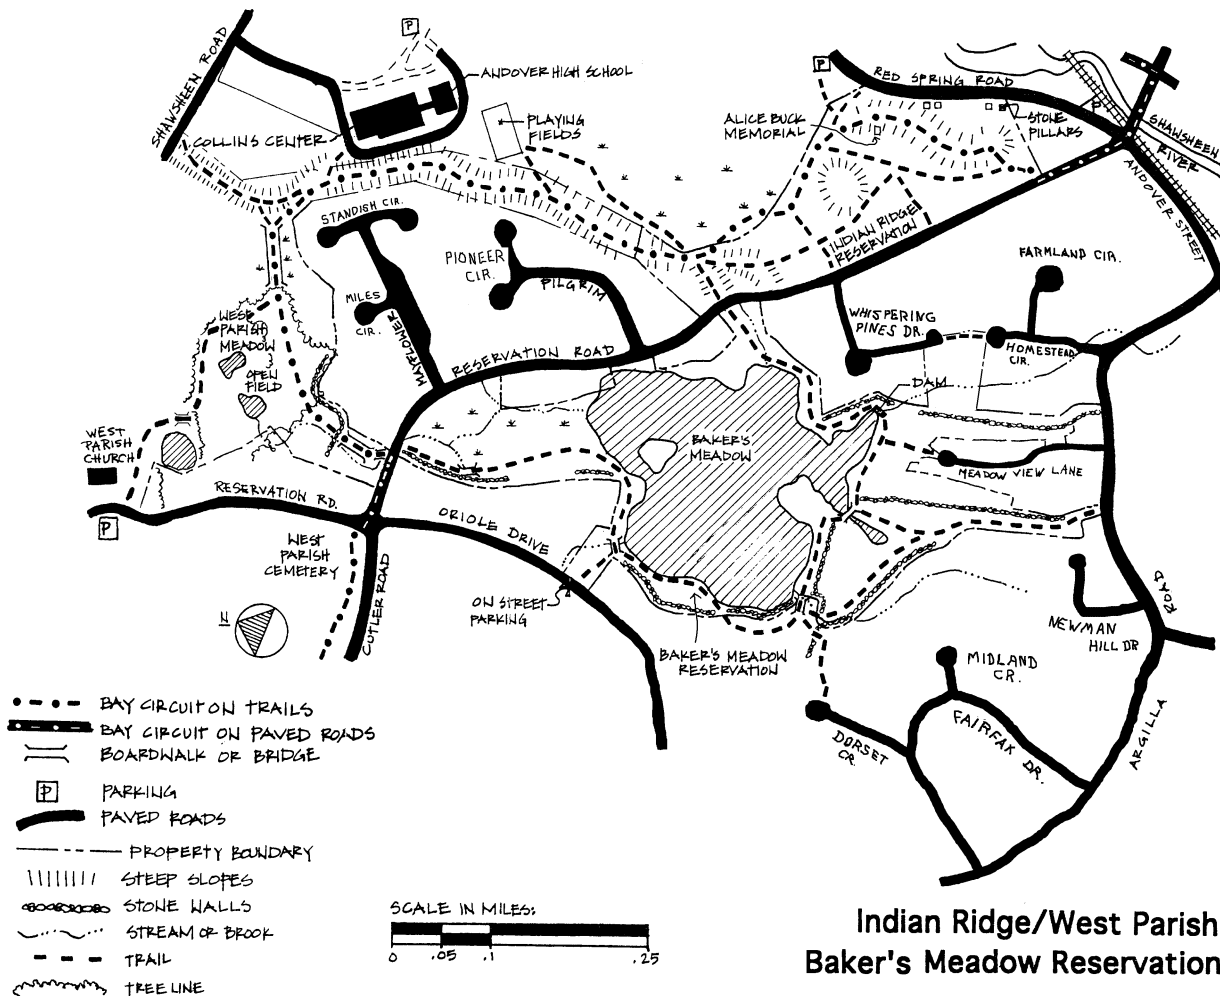 P
SHAWSHEEN ROAD
COLLINS CENTER
ANDOVER HIGH SCHOOL
PLAYING
FIELDS
ALICE BUCK
MEMORIAL
P
RED SPRING ROAD
P
STONE
PILLARS
SHAWSHEEN
RIVER
ANDOVER STREET
STANDISH CIR.
PIONEER
CIR.
PILGRIM
MILES
CIR.
MAYFLOWER
INDIAN RIDGE
RESERVATION
FARMLAND CIR.
WHISPERING
PINES DR.
HOMESTEAD
CIR.
WEST
PARISH
MEADOW
OPEN
FIELD
RESERVATION ROAD
DAM
WEST
PARISH
CHURCH
BAKER'S
MEADOW
MEADOW VIEW LANE
P
RESERVATION RD.
ORIOLE DRIVE
WEST
PARISH
CEMETERY
CUTLER ROAD
N
ON STREET
PARKING
BAKER'S MEADOW
RESERVATION
NEWMAN
HILL DR
ROAD
MIDLAND
CR.
FAIRFAX DR.
DORSET
CR.
ARGILLA
BAY CIRCUIT ON TRAILS
BAY CIRCUIT ON PAVED ROADS
BOARDWALK OR BRIDGE
P PARKING
PAVED ROADS
PROPERTY BOUNDARY
STEEP SLOPES
STONE WALLS
STREAM OR BROOK
TRAIL
TREE LINE
SCALE IN MILES:
0 .05 .1 .25
Indian Ridge/West Parish
Baker's Meadow Reservation